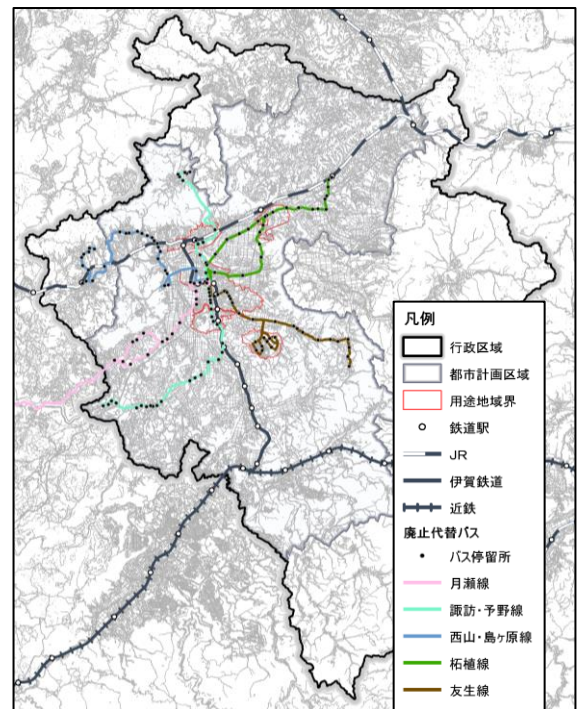 凡例
行政区域
都市計画区域
用途地域界
鉄道駅
JR
伊賀鉄道
近鉄
廃止代替バス
バス停留所
月瀬線
諏訪・予野線
西山・島ヶ原線
柘植線
友生線